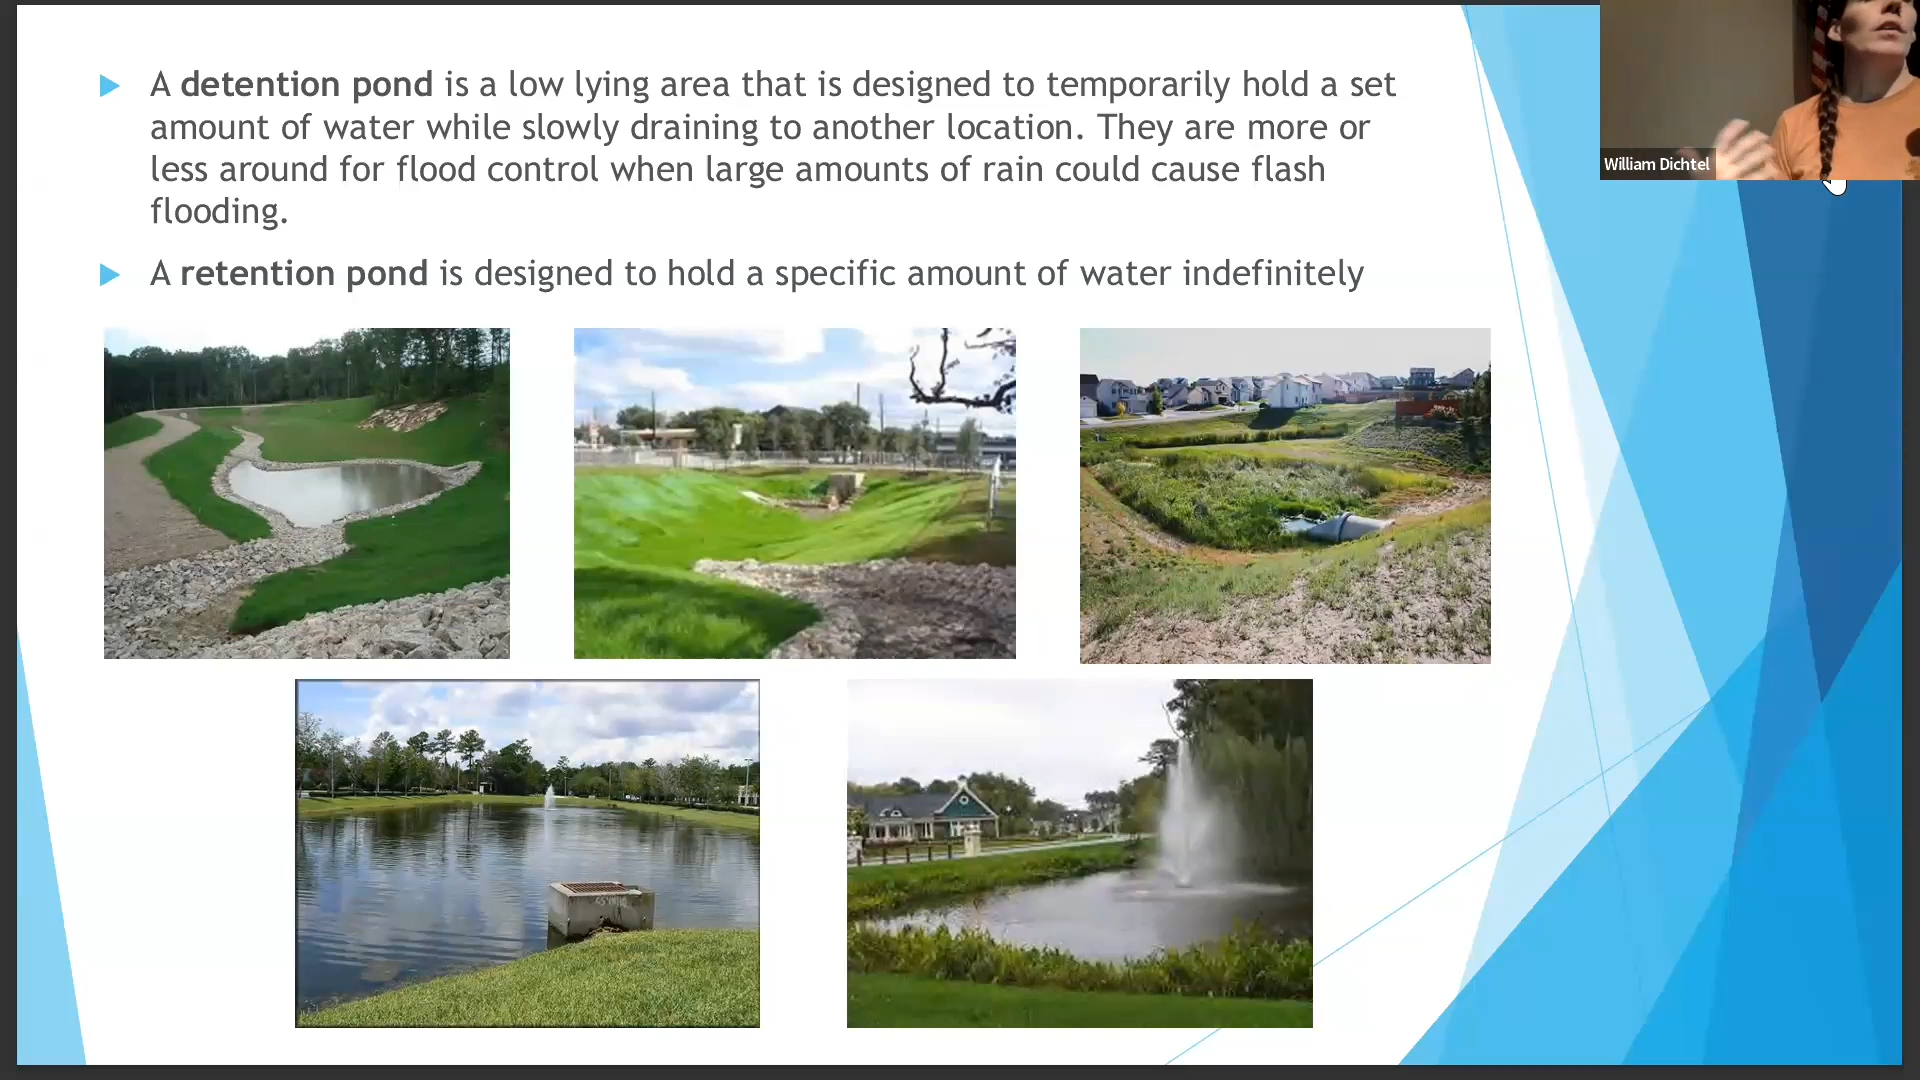 A detention pond is a low lying area that is designed to temporarily hold a set
amount of water while slowly draining to another location. They are more or
less around for flood control when large amounts of rain could cause flash
flooding.
A retention pond is designed to hold a specific amount of water indefinitely
William Dichtel